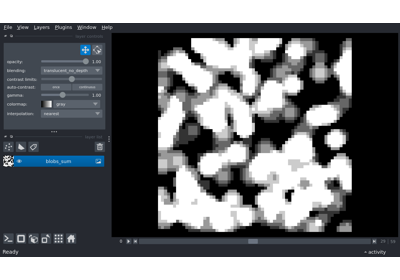 File View Layers Plugins Window Help
opacity: 1.00
blending: translucent_no_depth
contrast limits:
auto-contrast: once continuous
gamma: 1.00
colormap: gray
interpolation: nearest
blobs_sum
Ready
activity